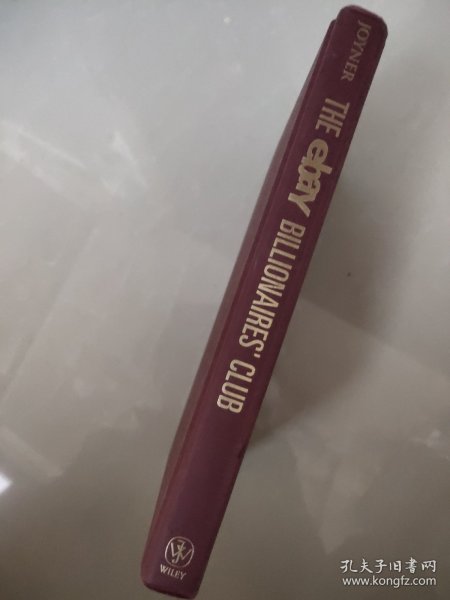 JOYNER
THE ebay BILLIONAIRES' CLUB
WILEY
孔夫子旧书网
www.kongfz.com